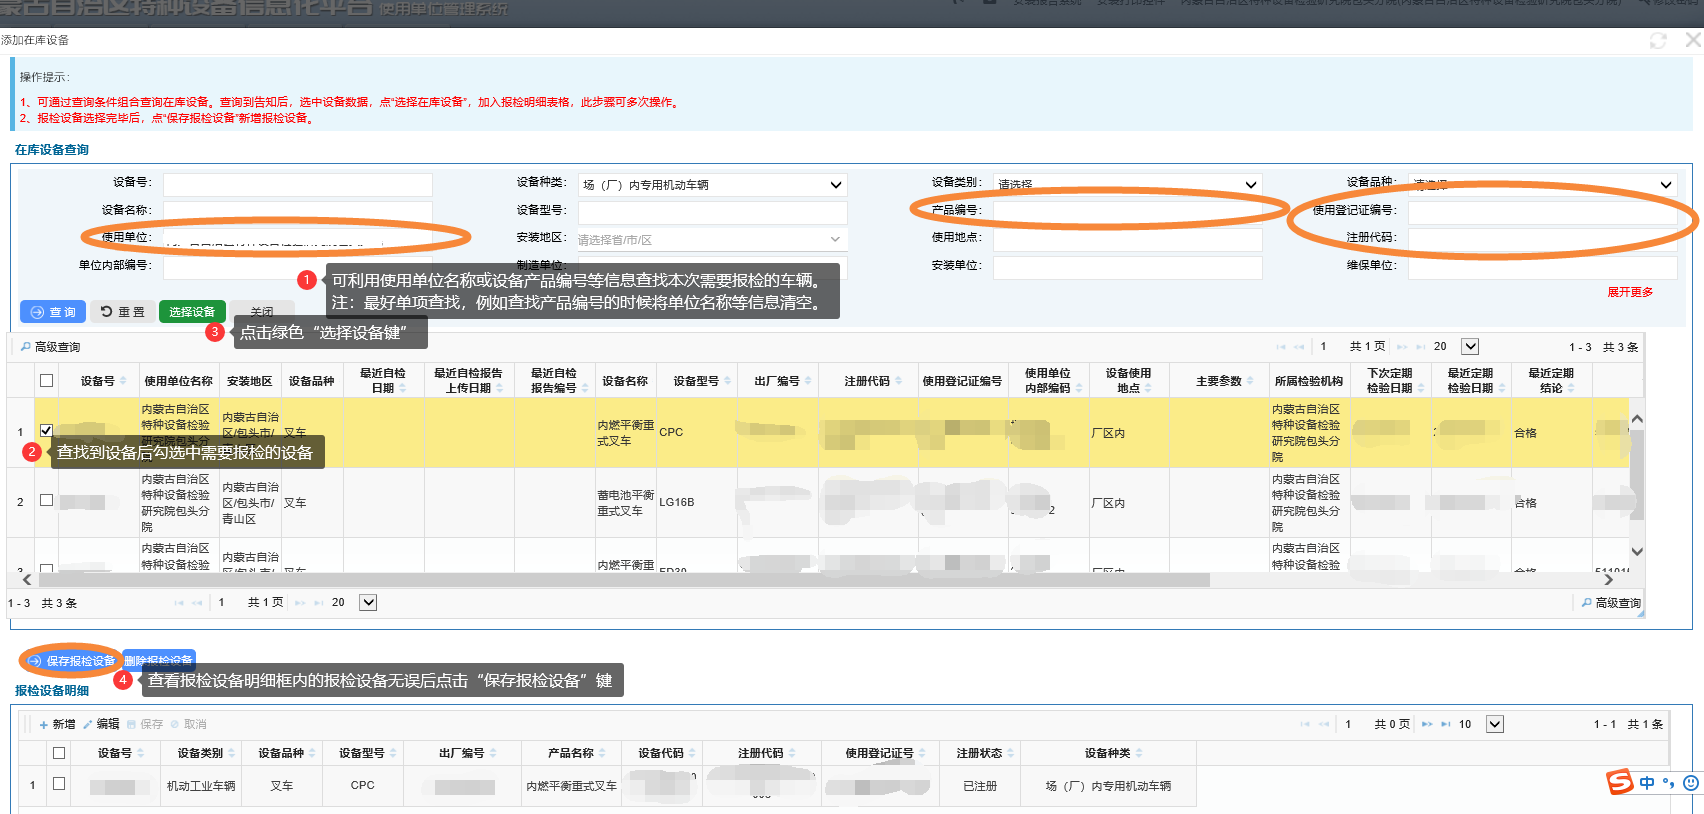 蒙古自治区特种设备信息化平台 使用单位管理系统
添加在库设备
操作提示：
1、可通过查询条件组合查询在库设备。查询到告知后，选中设备数据，点“选择在库设备”，加入报检明细表格，此步骤可多次操作。
2、报检设备选择完毕后，点“保存报检设备”新增报检设备。
在库设备查询
设备号： 设备种类： 场（厂）内专用机动车辆 设备类别： 请选择 设备品种： 请选择
设备名称： 设备型号： 产品编号： 使用登记证编号：
使用单位： 安装地区： 请选择省/市/区 使用地点： 注册代码：
单位内部编号： 制造单位： 安装单位： 维保单位：
1 可利用使用单位名称或设备产品编号等信息查找本次需要报检的车辆。
注：最好单项查找，例如查找产品编号的时候将单位名称等信息清空。
展开更多
查 询 重 置 选择设备 关闭
3 点击绿色“选择设备键”
高级查询 1 共 1 页 20 1 - 3 共 3 条
设备号 使用单位名称 安装地区 设备品种 最近自检日期 最近自检报告上传日期 最近自检报告编号 设备名称 设备型号 出厂编号 注册代码 使用登记证编号 使用单位内部编码 设备使用地点 主要参数 所属检验机构 下次定期检验日期 最近定期检验日期 最近定期结论
1 内蒙古自治区特种设备检验研究院包头分 内蒙古自治区/包头市/ 叉车 内燃平衡重式叉车 CPC 厂区内 内蒙古自治区特种设备检验研究院包头分院 合格
2 查找到设备后勾选中需要报检的设备
2 内蒙古自治区特种设备检验研究院包头分院 内蒙古自治区/包头市/青山区 叉车 蓄电池平衡重式叉车 LG16B 厂区内 内蒙古自治区特种设备检验研究院包头分院 合格
3 内蒙古自治区特种设备检验 内蒙古自治区/包头市/ 叉车 内燃平衡重 厂区内 内蒙古自治区特种设备检验 合格
1 - 3 共 3 条 1 共 1 页 20 高级查询
保存报检设备 删除报检设备
4 查看报检设备明细框内的报检设备无误后点击“保存报检设备”键
报检设备明细
新增 编辑 保存 取消 1 共 0 页 10 1 - 1 共 1 条
设备号 设备类别 设备品种 设备型号 出厂编号 产品名称 设备代码 注册代码 使用登记证号 注册状态 设备种类
1 机动工业车辆 叉车 CPC 内燃平衡重式叉车 已注册 场（厂）内专用机动车辆
中